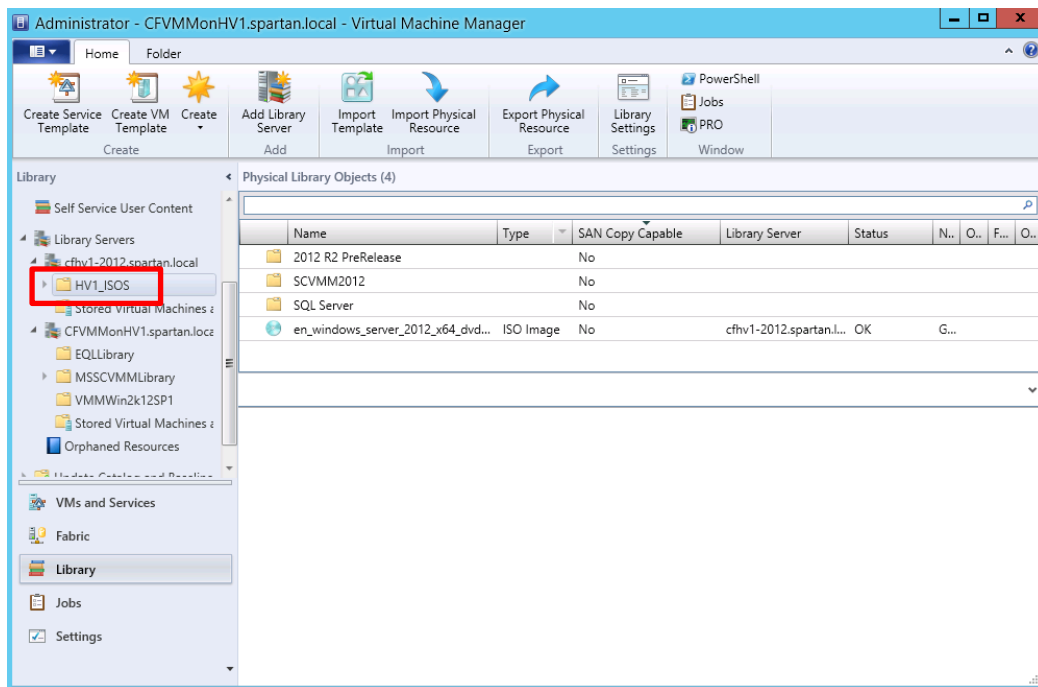 Administrator - CFVMMonHV1.spartan.local - Virtual Machine Manager
Home Folder
Create Service Template
Create VM Template
Create
Create
Add Library Server
Add
Import Template
Import Physical Resource
Import
Export Physical Resource
Export
Library Settings
Settings
PowerShell
Jobs
PRO
Window
Library
Self Service User Content
Library Servers
cfhv1-2012.spartan.local
HV1_ISOS
Stored Virtual Machines a
CFVMMonHV1.spartan.loca
EQLLibrary
MSSCVMMLibrary
VMMWin2k12SP1
Stored Virtual Machines a
Orphaned Resources
Update Catalog and Baseline
VMs and Services
Fabric
Library
Jobs
Settings
Physical Library Objects (4)
Name Type SAN Copy Capable Library Server Status N.. O.. F... O..
2012 R2 PreRelease No
SCVMM2012 No
SQL Server No
en_windows_server_2012_x64_dvd... ISO Image No cfhv1-2012.spartan.l... OK G...